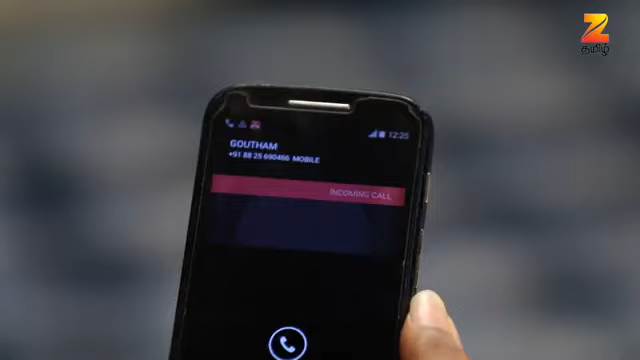 Z
தமிழ்
12:25
GOUTHAM
+91 88 25 690466 MOBILE
INCOMING CALL